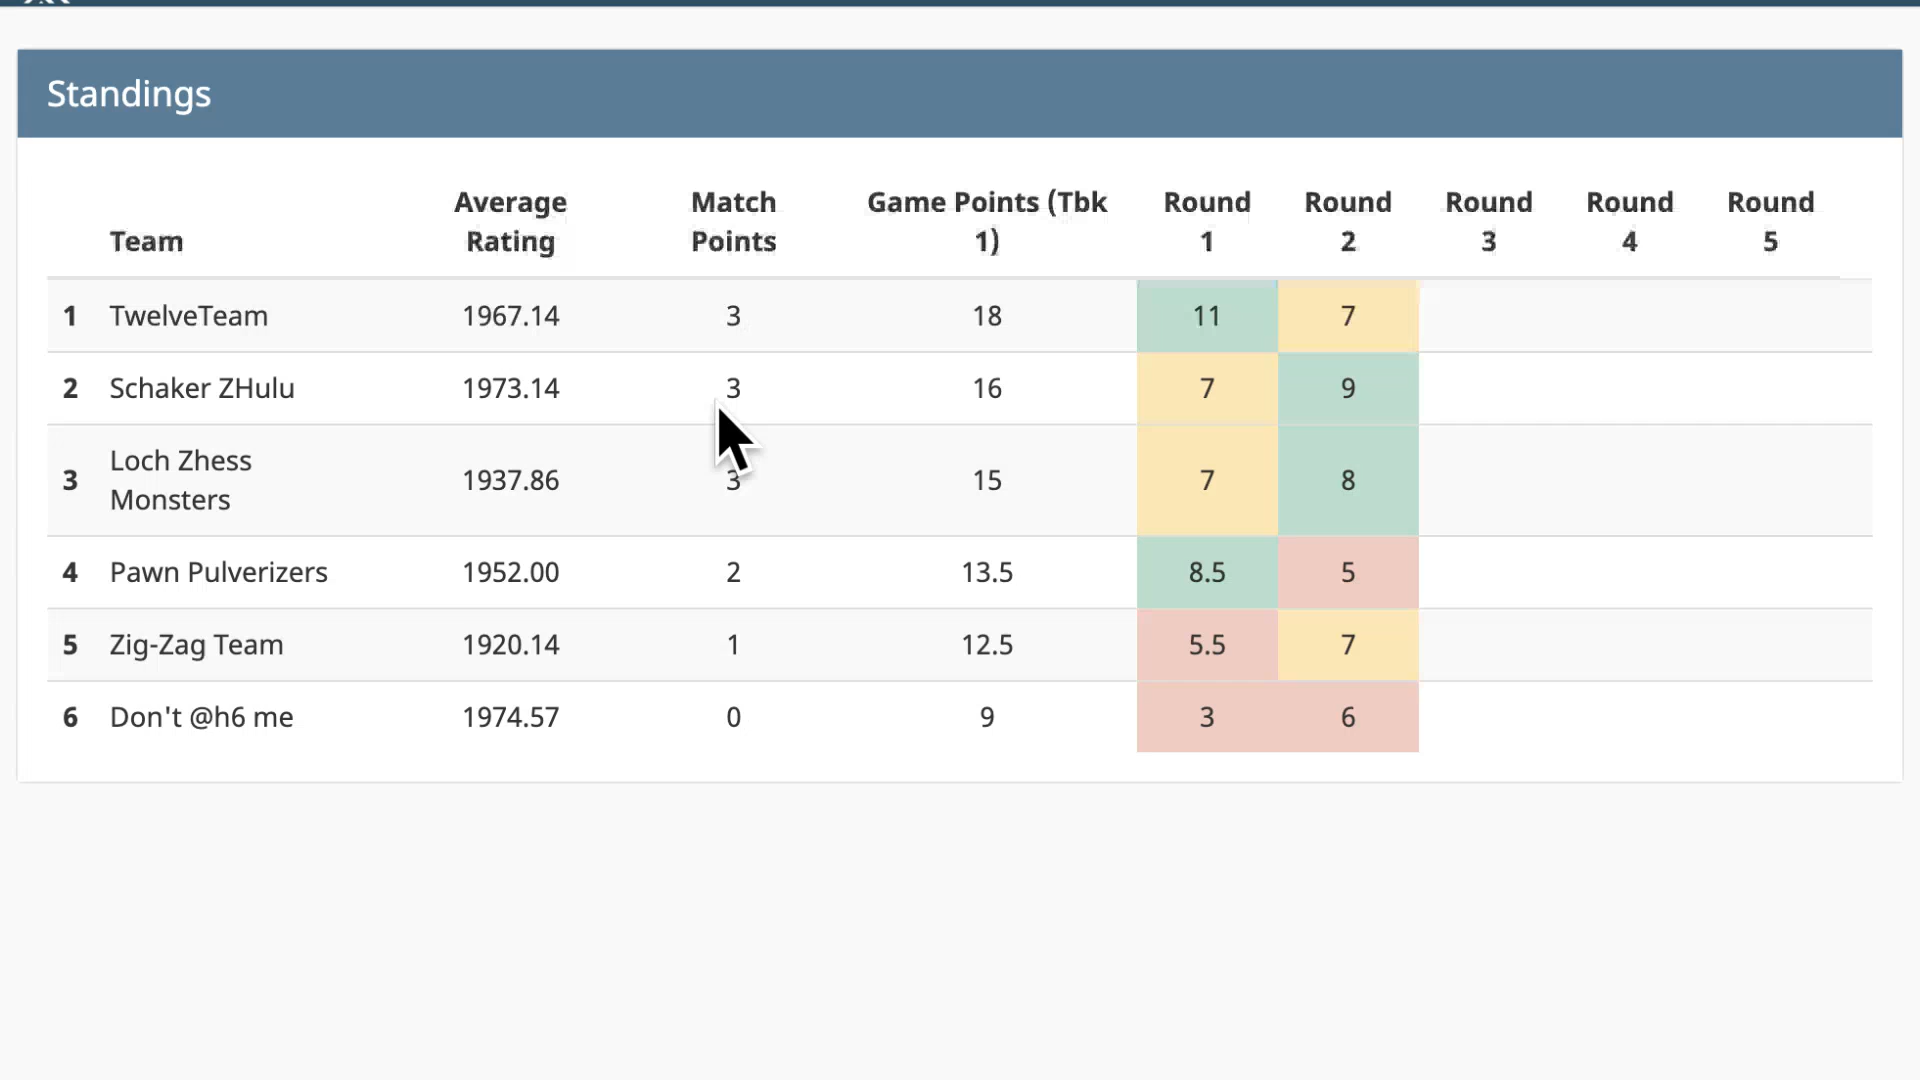 Standings
Team Average Rating Match Points Game Points (Tbk 1) Round 1 Round 2 Round 3 Round 4 Round 5
1 TwelveTeam 1967.14 3 18 11 7
2 Schaker ZHulu 1973.14 3 16 7 9
3 Loch Zhess Monsters 1937.86 3 15 7 8
4 Pawn Pulverizers 1952.00 2 13.5 8.5 5
5 Zig-Zag Team 1920.14 1 12.5 5.5 7
6 Don't @h6 me 1974.57 0 9 3 6